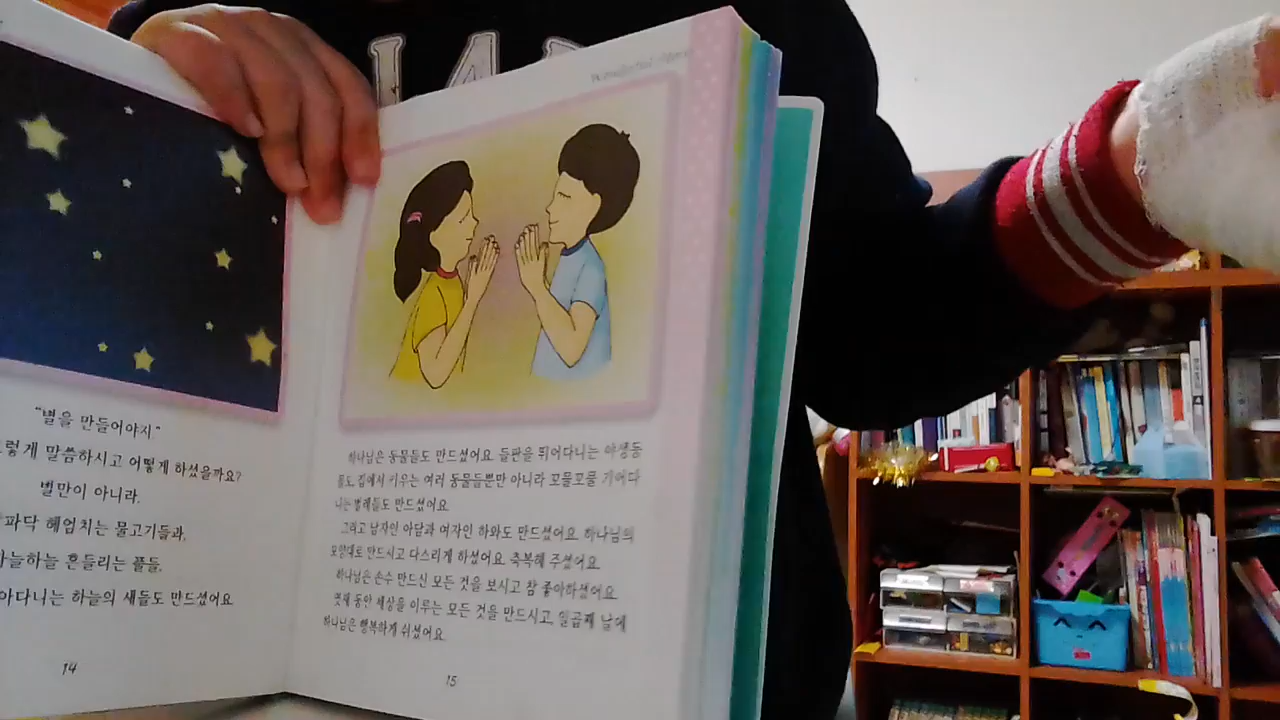 "별을 만들어야지."
렇게 말씀하시고 어떻게 하셨을까요?
별만이 아니라,
파닥 헤엄치는 물고기들과,
하늘하늘 흔들리는 풀들,
아다니는 하늘의 새들도 만드셨어요
14
Wonderful
하나님은 동물들도 만드셨어요. 들판을 뛰어다니는 야생동
물도, 집에서 키우는 여러 동물들뿐만 아니라 꼬물꼬물 기어다
니는 벌레들도 만드셨어요.
그리고 남자인 아담과 여자인 하와도 만드셨어요. 하나님의
모양대로 만드시고 다스리게 하셨어요. 축복해 주셨어요.
하나님은 손수 만드신 모든 것을 보시고 참 좋아하셨어요.
엿새 동안 세상을 이루는 모든 것을 만드시고, 일곱째 날에
하나님은 행복하게 쉬셨어요.
15